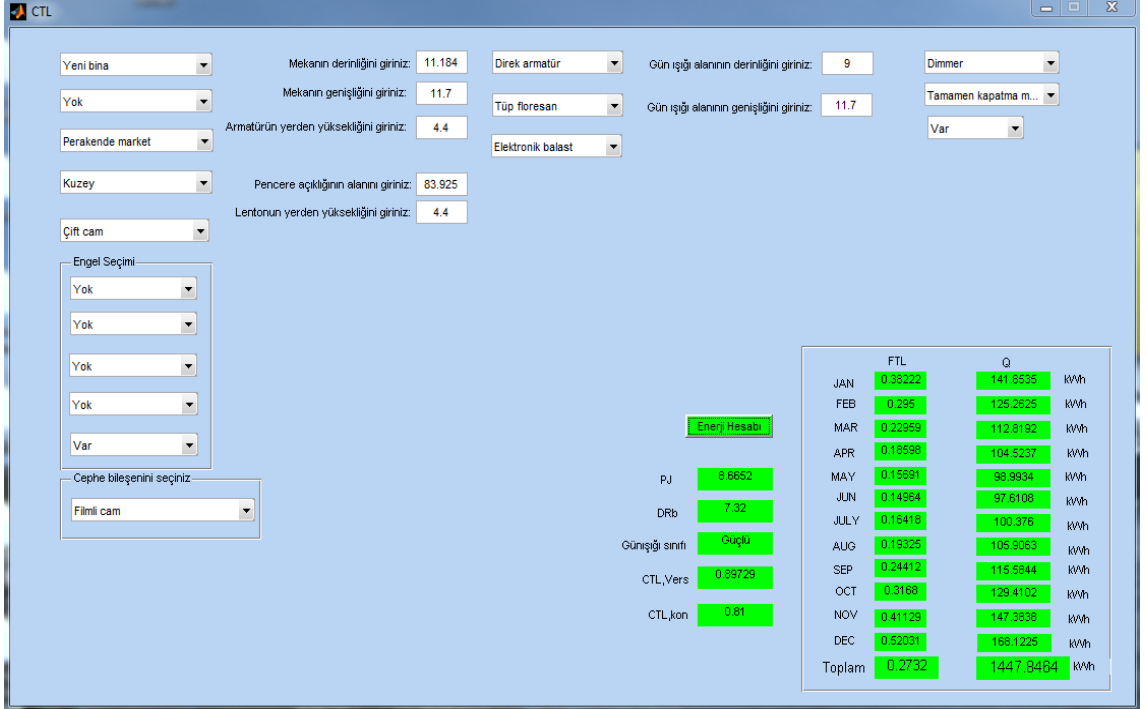 CTL
Yeni bina
Mekanın derinliğini giriniz: 11.184
Direk armatür
Gün ışığı alanının derinliğini giriniz: 9
Dimmer
Yok
Mekanın genişliğini giriniz: 11.7
Tüp floresan
Gün ışığı alanının genişliğini giriniz: 11.7
Tamamen kapatma m...
Perakende market
Armatürün yerden yüksekliğini giriniz: 4.4
Elektronik balast
Var
Kuzey
Pencere açıklığının alanını giriniz: 83.925
Lentonun yerden yüksekliğini giriniz: 4.4
Çift cam
Engel Seçimi
Yok
Yok
Yok
Yok
Var
Cephe bileşenini seçiniz
Filmli cam
Enerji Hesabı
PJ 8.6652
DRb 7.32
Günışığı sınıfı Güçlü
CTL,Vers 0.89729
CTL,kon 0.81
FTL Q
JAN 0.38222 141.8535 kWh
FEB 0.295 125.2625 kWh
MAR 0.22959 112.8192 kWh
APR 0.18598 104.5237 kWh
MAY 0.15691 98.9934 kWh
JUN 0.14964 97.6108 kWh
JULY 0.16418 100.376 kWh
AUG 0.19325 105.9063 kWh
SEP 0.24412 115.5844 kWh
OCT 0.3168 129.4102 kWh
NOV 0.41129 147.3838 kWh
DEC 0.52031 168.1225 kWh
Toplam 0.2732 1447.8464 kWh